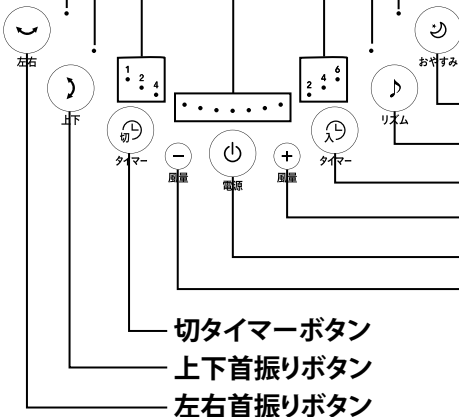 左右
おやすみ
上下
1 2 4
2 4 6
リズム
切
タイマー
入
タイマー
風量
電源
風量
切タイマーボタン
上下首振りボタン
左右首振りボタン